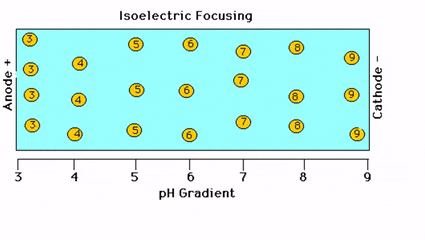 Isoelectric Focusing
Anode +
3 5 6 7 8 9
3 4
3 4 5 6 7 8 9
3 4 5 6 7 8 9
Cathode -
3 4 5 6 7 8 9
pH Gradient